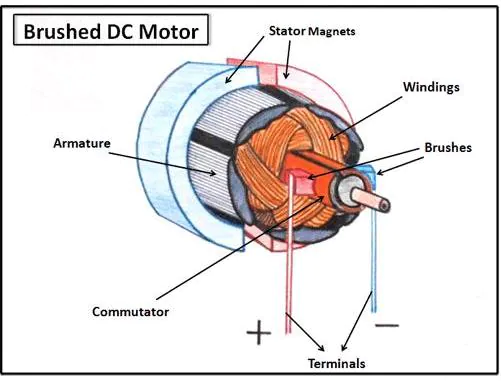 Brushed DC Motor
Stator Magnets
Windings
Armature
Brushes
Commutator
+
−
Terminals